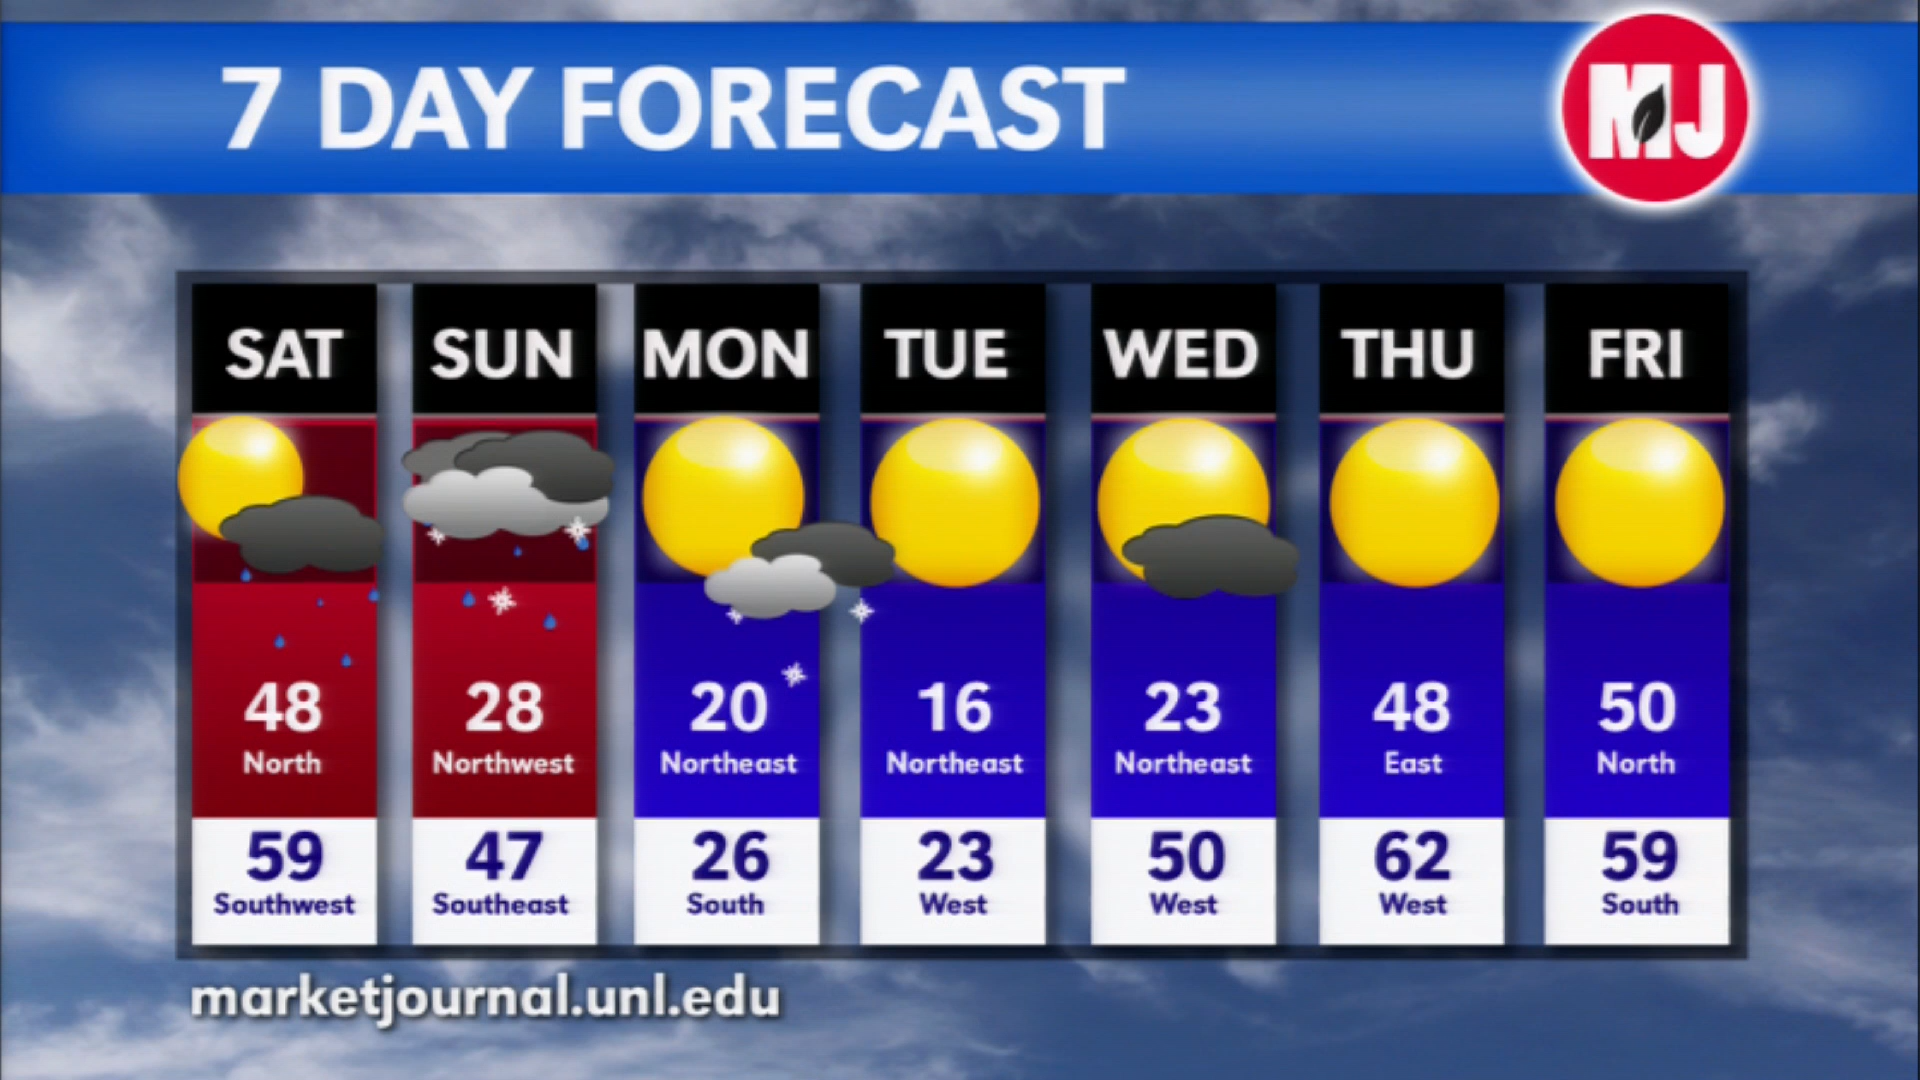 7 DAY FORECAST
MJ
SAT SUN MON TUE WED THU FRI
48 28 20 16 23 48 50
North Northwest Northeast Northeast Northeast East North
59 47 26 23 50 62 59
Southwest Southeast South West West West South
marketjournal.unl.edu